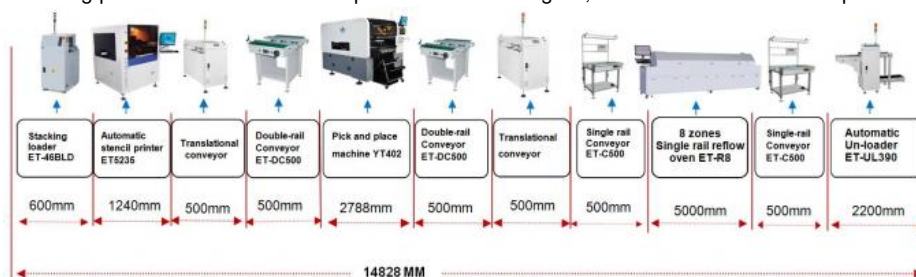 Stacking
loader
ET-46BLD
Automatic
stencil printer
ET5235
Translational
conveyor
Double-rail
Conveyor
ET-DC500
Pick and place
machine YT402
Double-rail
Conveyor
ET-DC500
Translational
conveyor
Single rail
Conveyor
ET-C500
8 zones
Single rail reflow
oven ET-R8
Single-rail
Conveyor
ET-C500
Automatic
Un-loader
ET-UL390
600mm
1240mm
500mm
500mm
2788mm
500mm
500mm
500mm
5000mm
500mm
2200mm
14828 MM